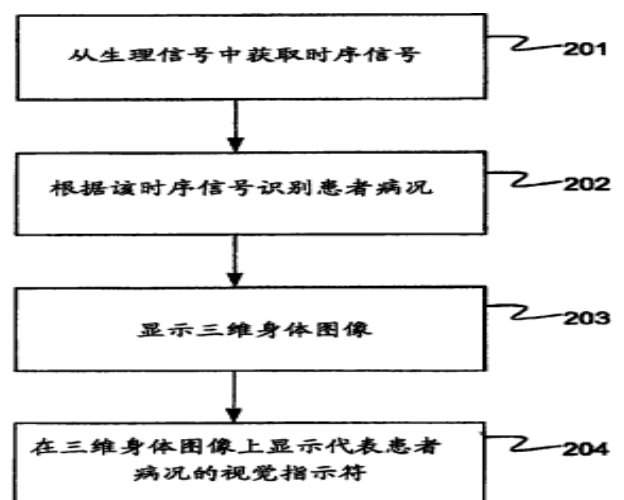 从生理信号中获取时序信号
201
根据该时序信号识别患者病况
202
显示三维身体图像
203
在三维身体图像上显示代表患者
病况的视觉指示符
204